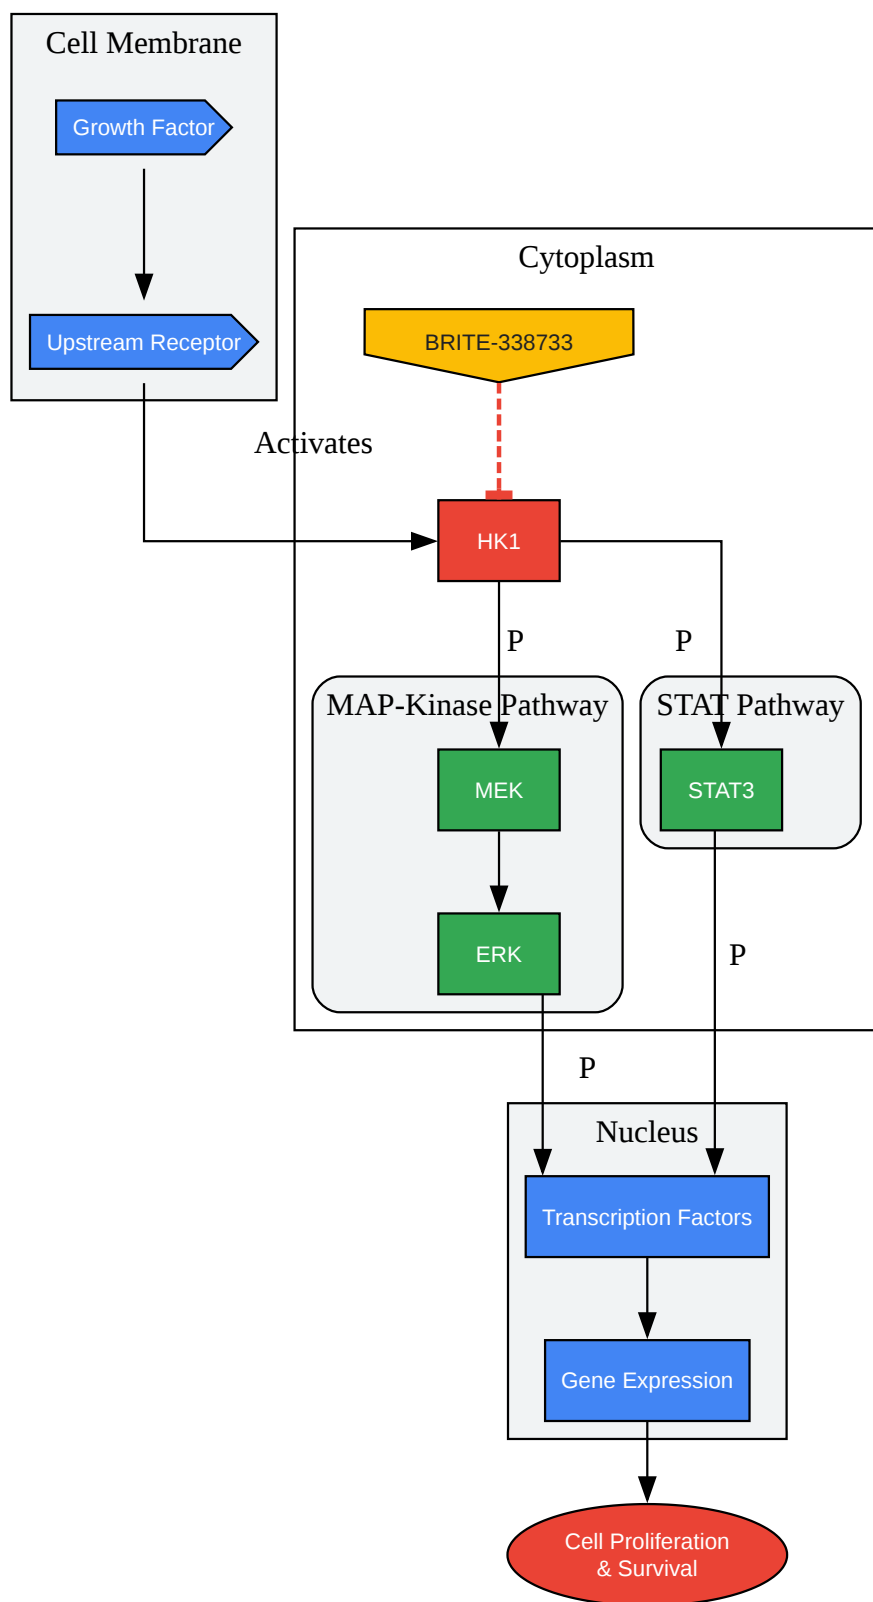 Cell Membrane
Growth Factor
Upstream Receptor
Cytoplasm
BRITE-338733
Activates
HK1
P
P
MAP-Kinase Pathway
STAT Pathway
MEK
STAT3
ERK
P
P
Nucleus
Transcription Factors
Gene Expression
Cell Proliferation
& Survival